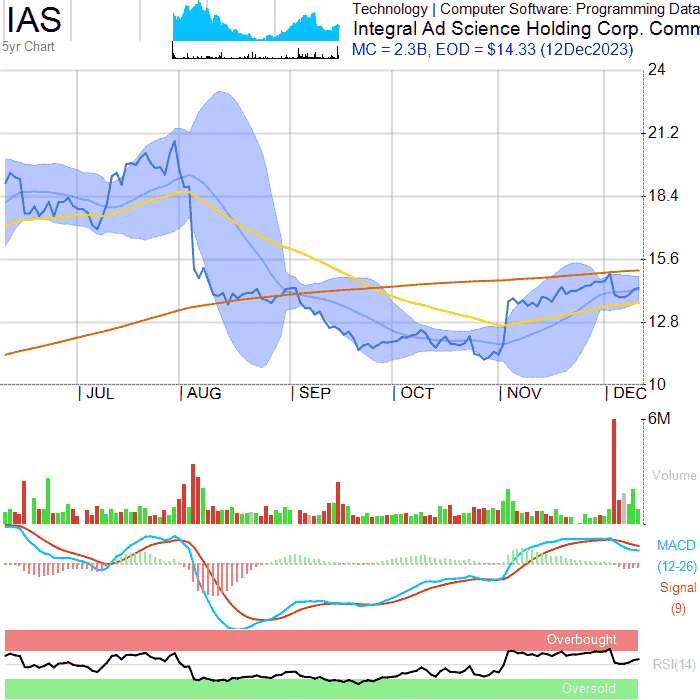 IAS
5yr Chart
Technology | Computer Software: Programming Data
Integral Ad Science Holding Corp. Comm
MC = 2.3B, EOD = $14.33 (12Dec2023)
24
21.2
18.4
15.6
12.8
10
JUL AUG SEP OCT NOV DEC
6M
Volume
MACD
(12-26)
Signal
(9)
Overbought
RSI(14)
Oversold